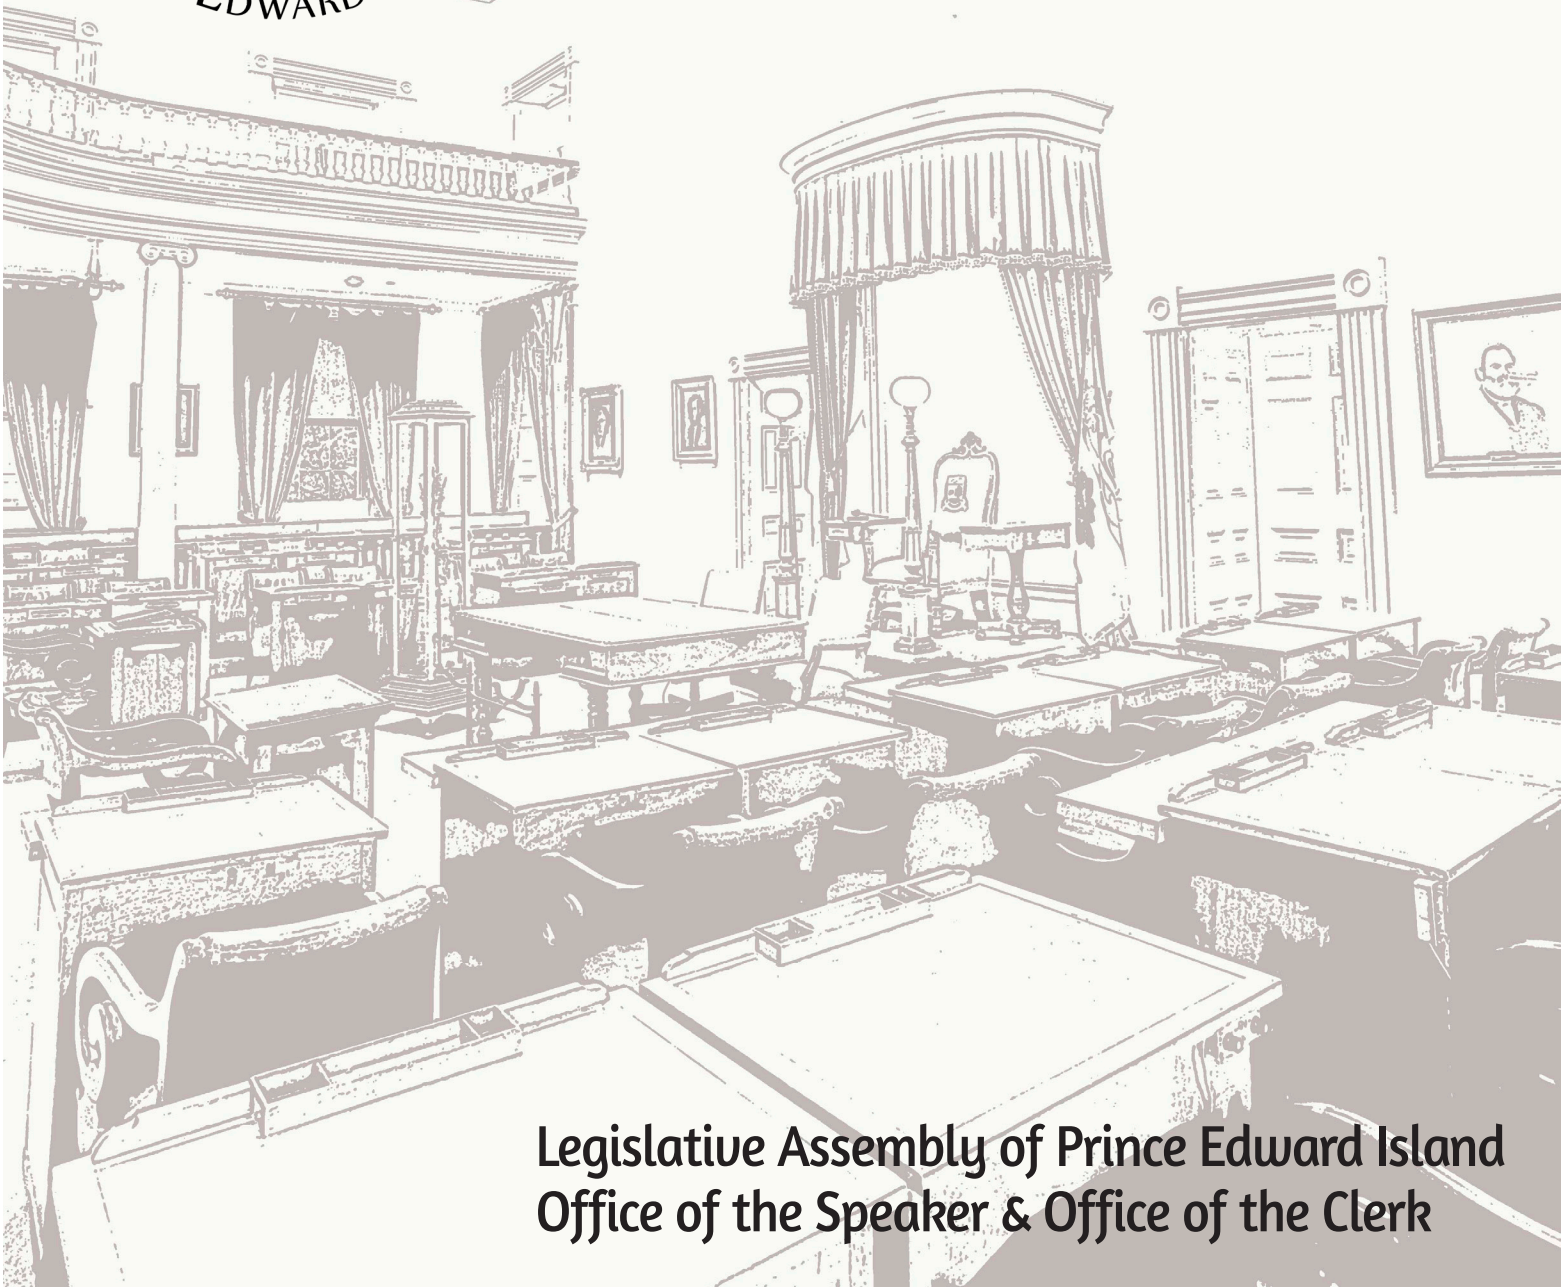 EDWARD
Legislative Assembly of Prince Edward Island
Office of the Speaker & Office of the Clerk